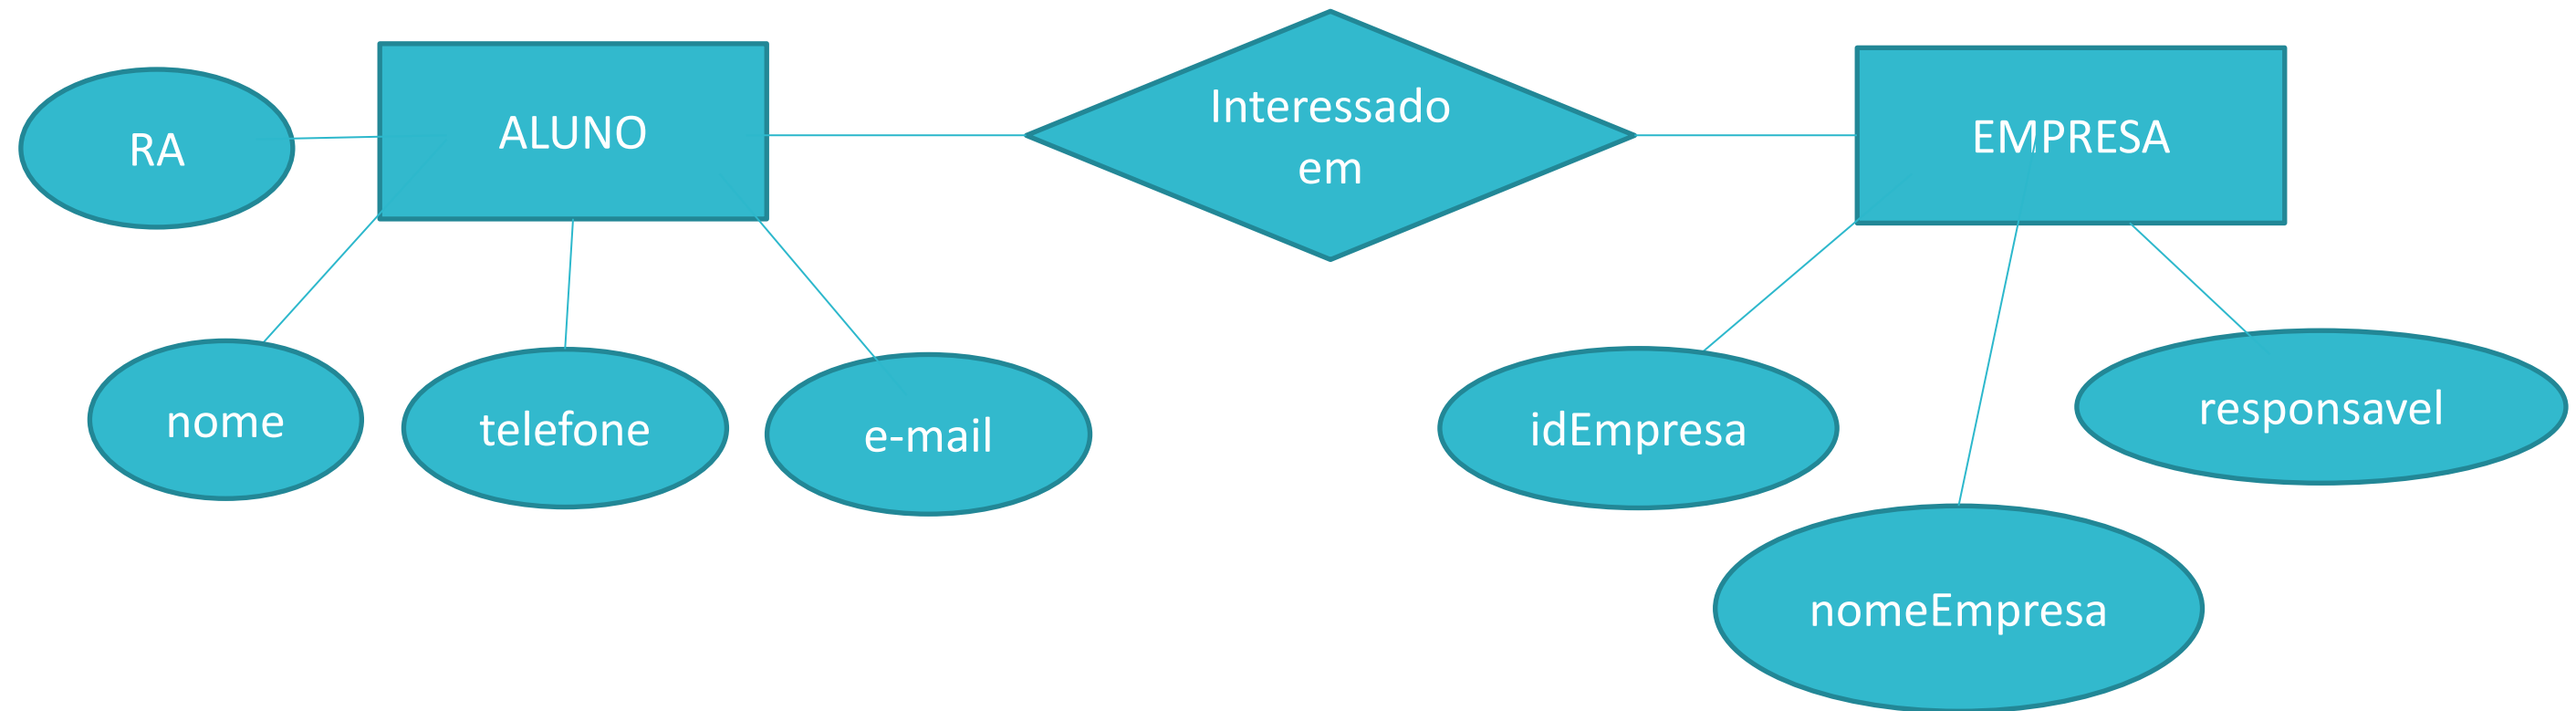 ALUNO
Interessado
em
EMPRESA
RA
nome
telefone
e-mail
idEmpresa
responsavel
nomeEmpresa